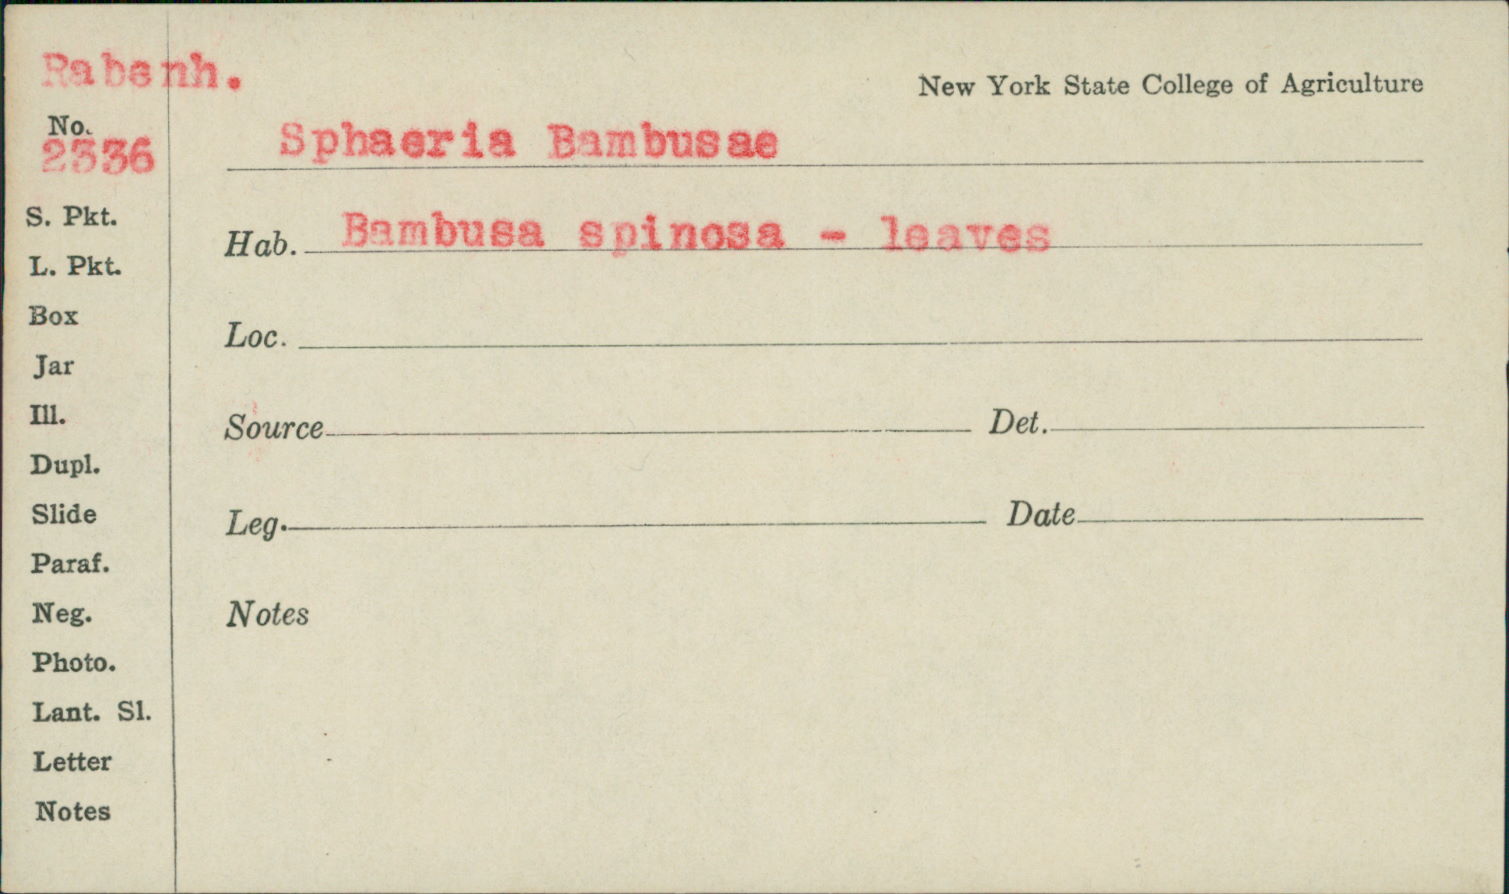 Rabenh.
New York State College of Agriculture
No.
2336
Sphaeria Bambusae
S. Pkt.
Hab. Bambusa spinosa - leaves
L. Pkt.
Box
Loc.
Jar
Ill.
Source Det.
Dupl.
Slide
Leg. Date
Paraf.
Neg.
Notes
Photo.
Lant. Sl.
Letter
Notes